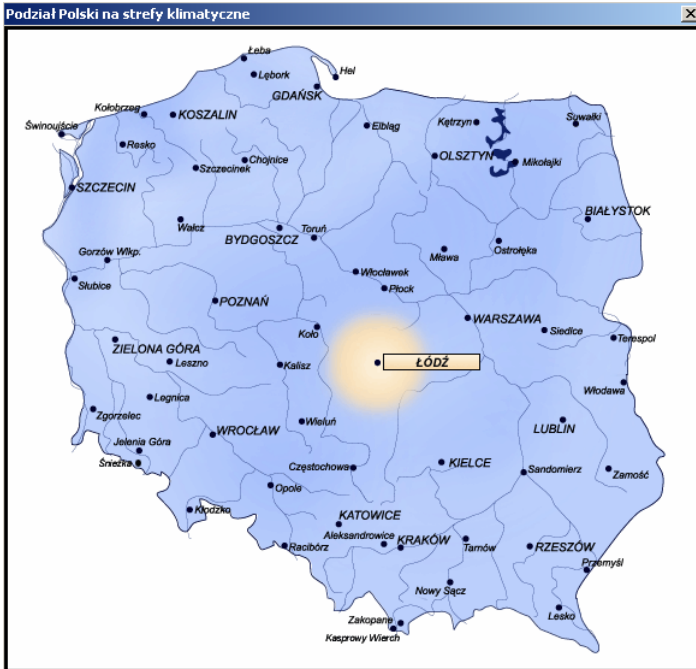 Podział Polski na strefy klimatyczne
Łeba
Hel
Lębork
GDAŃSK
Kołobrzeg
KOSZALIN
Świnoujście
Elbląg
Kętrzyn
Suwałki
Resko
Chojnice
Szczecinek
OLSZTYN
Mikołajki
SZCZECIN
BIAŁYSTOK
Wałcz
Toruń
BYDGOSZCZ
Gorzów Wlkp.
Mława
Ostrołęka
Włocławek
Słubice
Płock
POZNAŃ
WARSZAWA
Koło
Siedlce
Terespol
ZIELONA GÓRA
Leszno
Kalisz
ŁÓDŹ
Włodawa
Legnica
Zgorzelec
Wieluń
WROCŁAW
LUBLIN
Jelenia Góra
Śnieżka
Częstochowa
KIELCE
Sandomierz
Zamość
Opole
Kłodzko
KATOWICE
Aleksandrowice
KRAKÓW
Racibórz
Tarnów
RZESZÓW
Przemyśl
Nowy Sącz
Lesko
Zakopane
Kasprowy Wierch